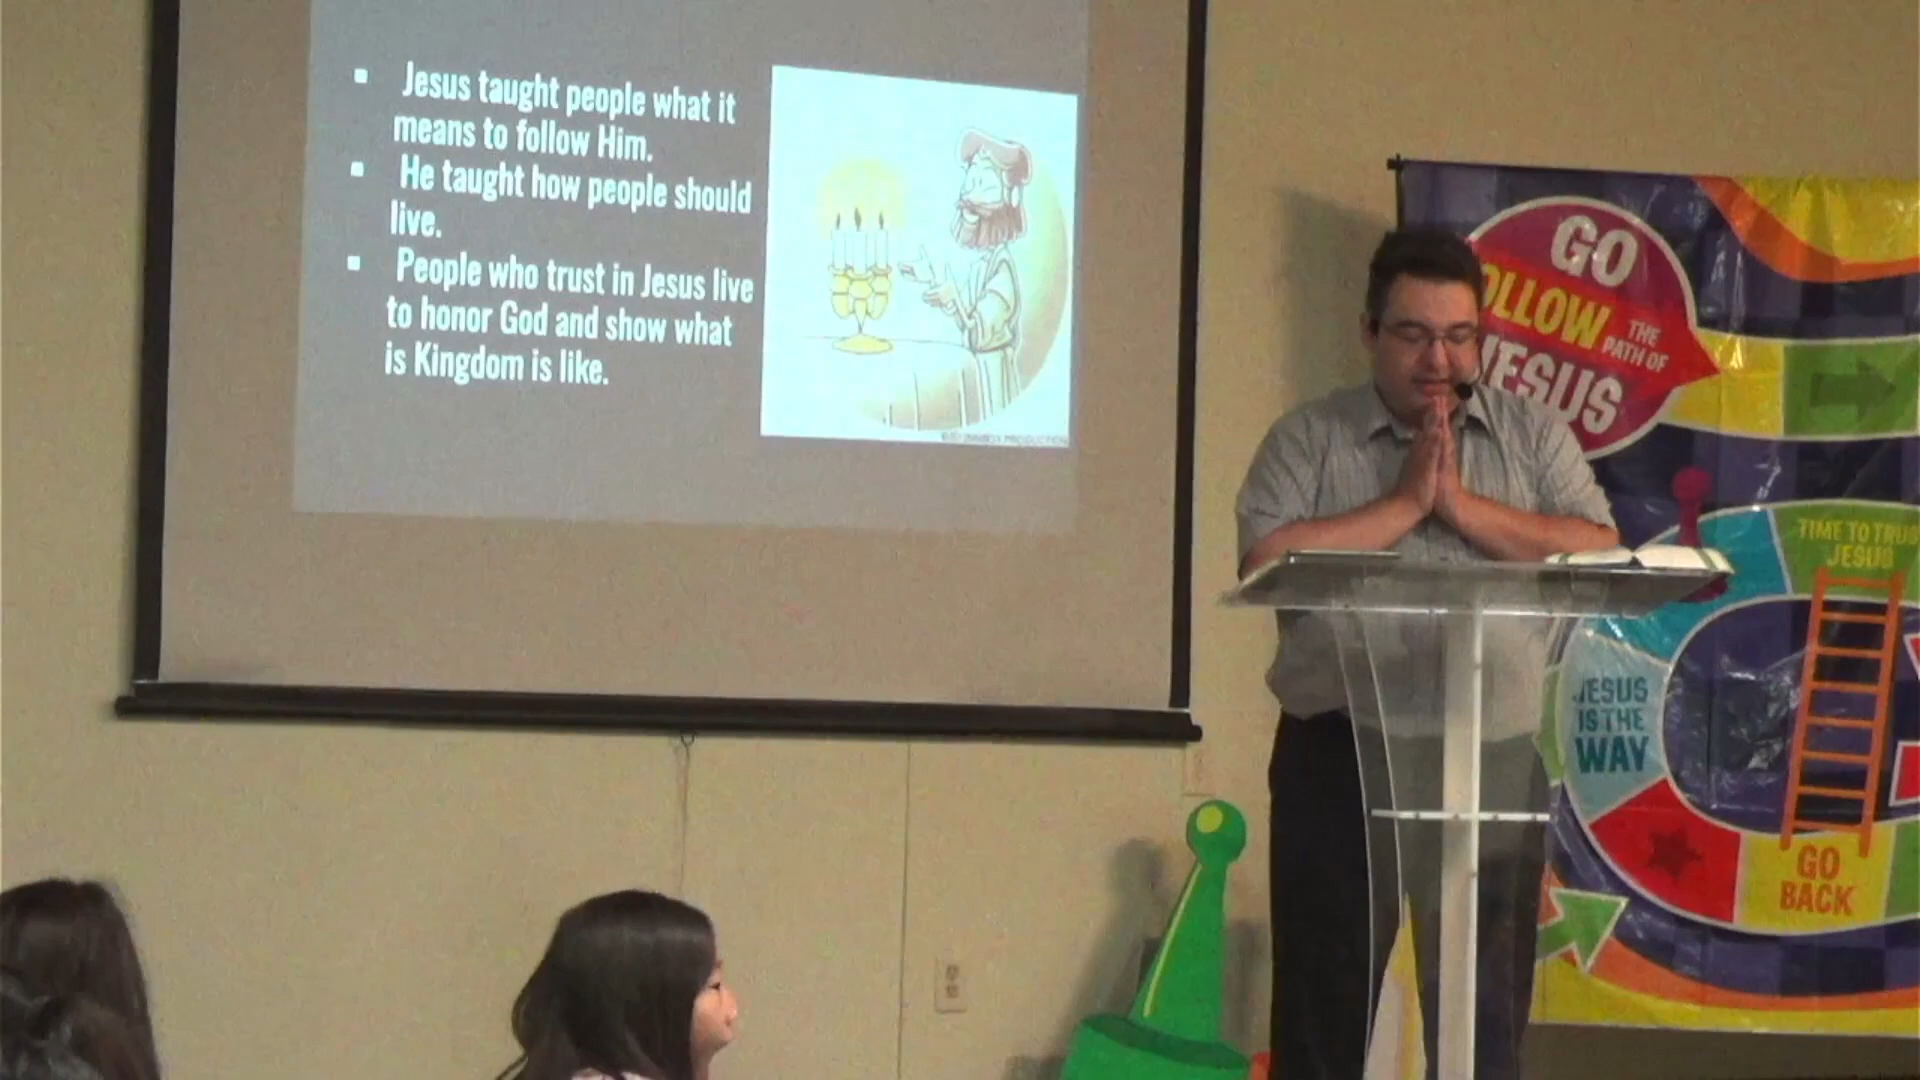 ▪ Jesus taught people what it
means to follow Him.
▪ He taught how people should
live.
▪ People who trust in Jesus live
to honor God and show what
is Kingdom is like.
GO
OLLOW THE
PATH OF
JESUS
TIME TO TRUS
JESUS
JESUS
IS THE
WAY
GO
BACK